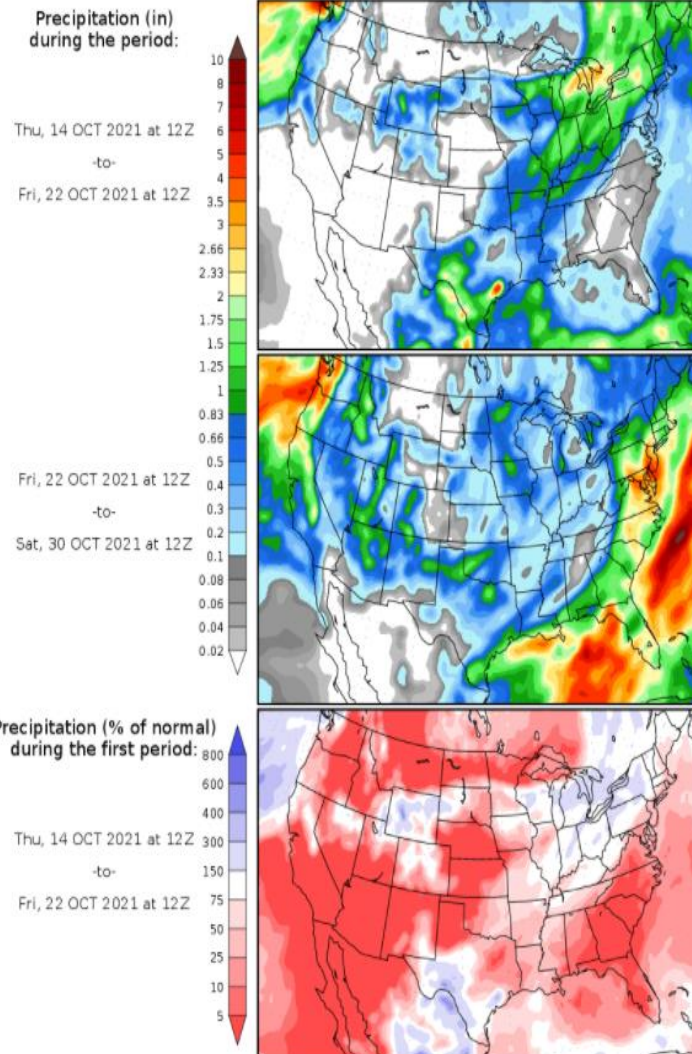 Precipitation (in)
during the period:
10
9
8
7
6
5
4
3.5
3
2.66
2.33
2
1.75
1.5
1.25
1
0.83
0.66
0.5
0.4
0.3
0.2
0.1
0.08
0.06
0.04
0.02
Thu, 14 OCT 2021 at 12Z
-to-
Fri, 22 OCT 2021 at 12Z
Fri, 22 OCT 2021 at 12Z
-to-
Sat, 30 OCT 2021 at 12Z
Precipitation (% of normal)
during the first period:
800
600
400
300
150
75
50
25
10
5
Thu, 14 OCT 2021 at 12Z
-to-
Fri, 22 OCT 2021 at 12Z